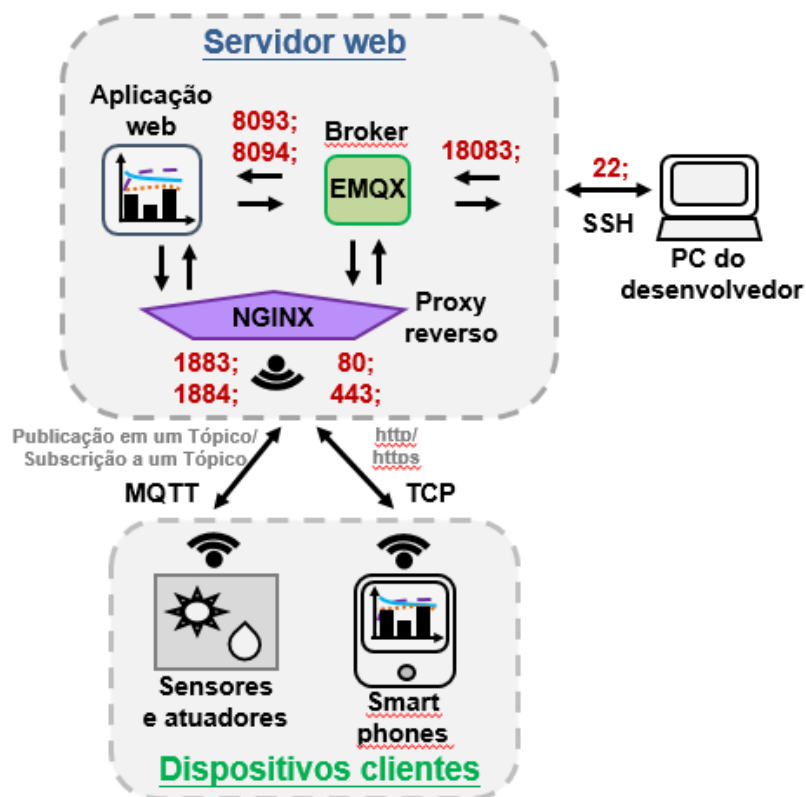 Servidor web
Aplicação
web
8093;
8094;
Broker
EMQX
18083;
22;
SSH
PC do
desenvolvedor
NGINX
Proxy
reverso
1883;
1884;
80;
443;
Publicação em um Tópico/
Subscrição a um Tópico
http/
https
MQTT
TCP
Sensores
e atuadores
Smart
phones
Dispositivos clientes